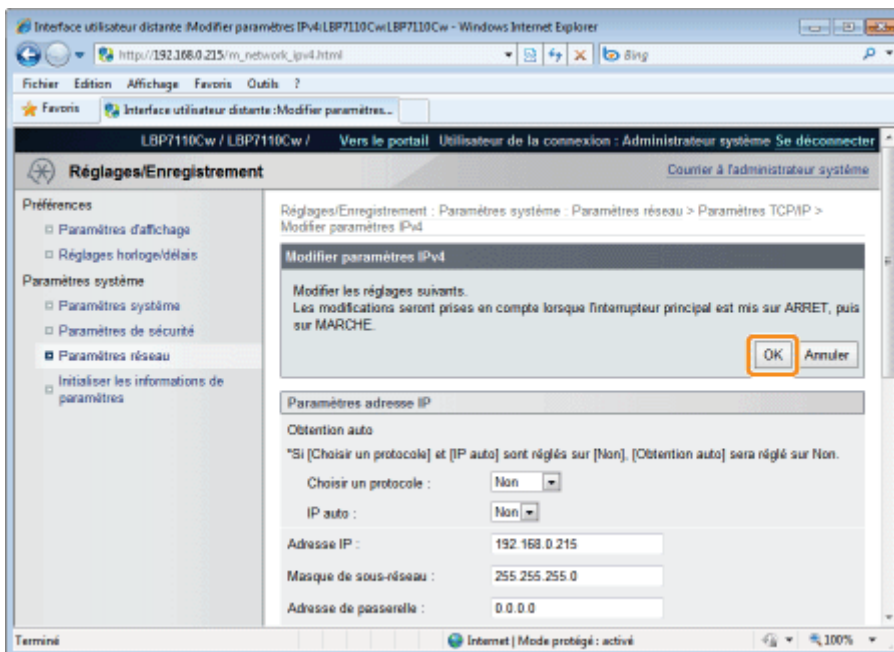 Interface utilisateur distante :Modifier paramètres IPv4:LBP7110Cw:LBP7110Cw - Windows Internet Explorer
http://192.168.0.215/m_network_ipv4.html
Bing
Fichier Edition Affichage Favoris Outils ?
Favoris Interface utilisateur distante :Modifier paramètres...
LBP7110Cw / LBP7110Cw / Vers le portail Utilisateur de la connexion : Administrateur système Se déconnecter
Réglages/Enregistrement
Courrier à l'administrateur système
Préférences
Paramètres d'affichage
Réglages horloge/délais
Paramètres système
Paramètres système
Paramètres de sécurité
Paramètres réseau
Initialiser les informations de
paramètres
Réglages/Enregistrement : Paramètres système : Paramètres réseau > Paramètres TCP/IP >
Modifier paramètres IPv4
Modifier paramètres IPv4
Modifier les réglages suivants.
Les modifications seront prises en compte lorsque l'interrupteur principal est mis sur ARRET, puis
sur MARCHE.
OK Annuler
Paramètres adresse IP
Obtention auto
*Si [Choisir un protocole] et [IP auto] sont réglés sur [Non], [Obtention auto] sera réglé sur Non.
Choisir un protocole : Non
IP auto : Non
Adresse IP : 192.168.0.215
Masque de sous-réseau : 255.255.255.0
Adresse de passerelle : 0.0.0.0
Terminé
Internet | Mode protégé : activé
100%